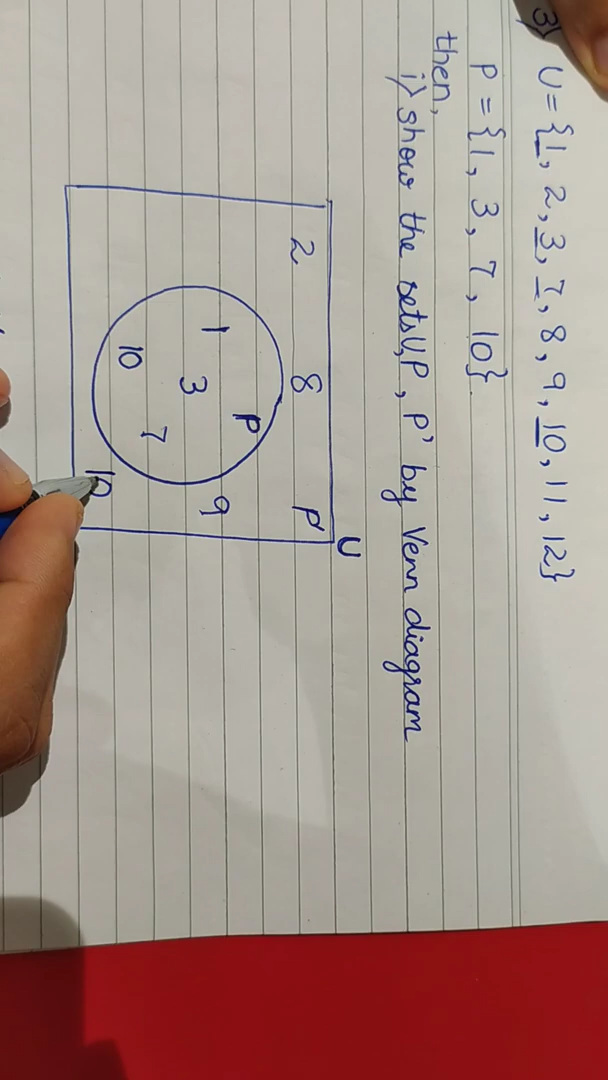 3) U = {1, 2, 3, 7, 8, 9, 10, 11, 12}
P = {1, 3, 7, 10}.
then,
i) show the sets U, P, P' by Venn diagram
U
2 8 P'
P
1 9
3
7
10
10